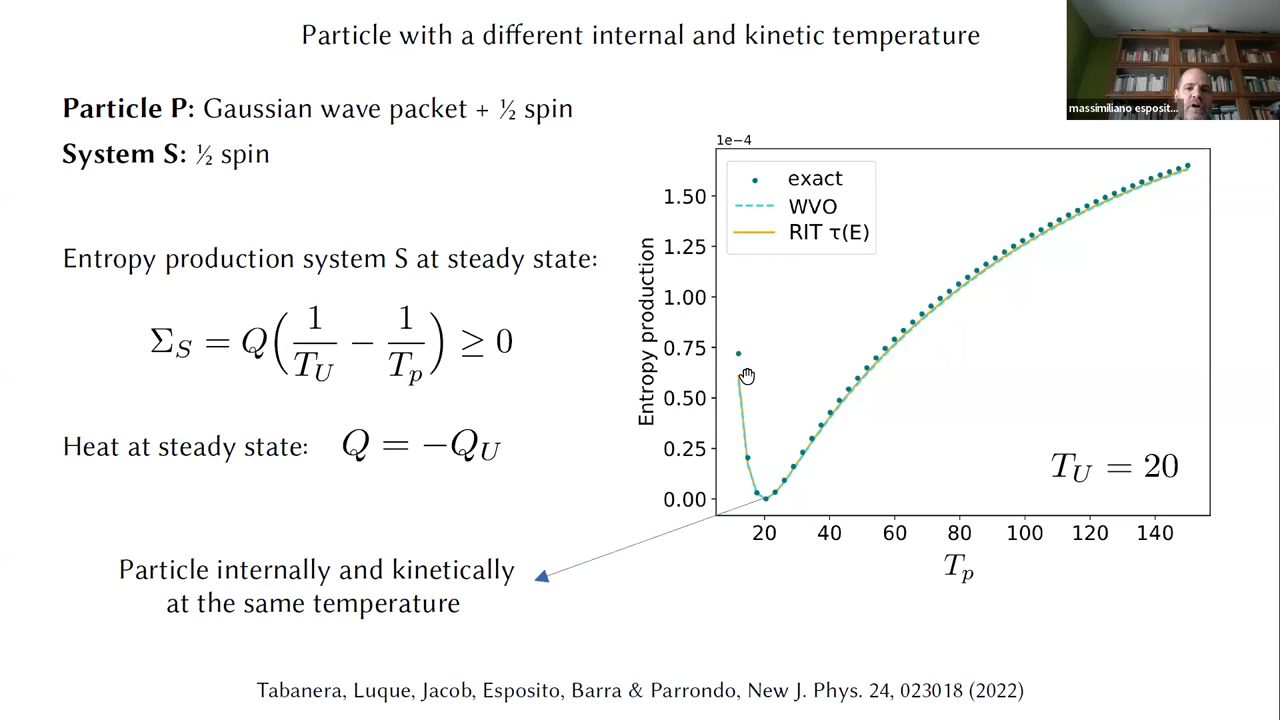 Particle with a different internal and kinetic temperature
massimiliano esposit...
Particle P: Gaussian wave packet + ½ spin
System S: ½ spin
Entropy production system S at steady state:
Σ_S = Q(1/T_U − 1/T_p) ≥ 0
Heat at steady state: Q = −Q_U
Particle internally and kinetically
at the same temperature
1e−4
exact
WVO
RIT τ(E)
Entropy production
1.50
1.25
1.00
0.75
0.50
0.25
0.00
T_U = 20
20 40 60 80 100 120 140
T_p
Tabanera, Luque, Jacob, Esposito, Barra & Parrondo, New J. Phys. 24, 023018 (2022)